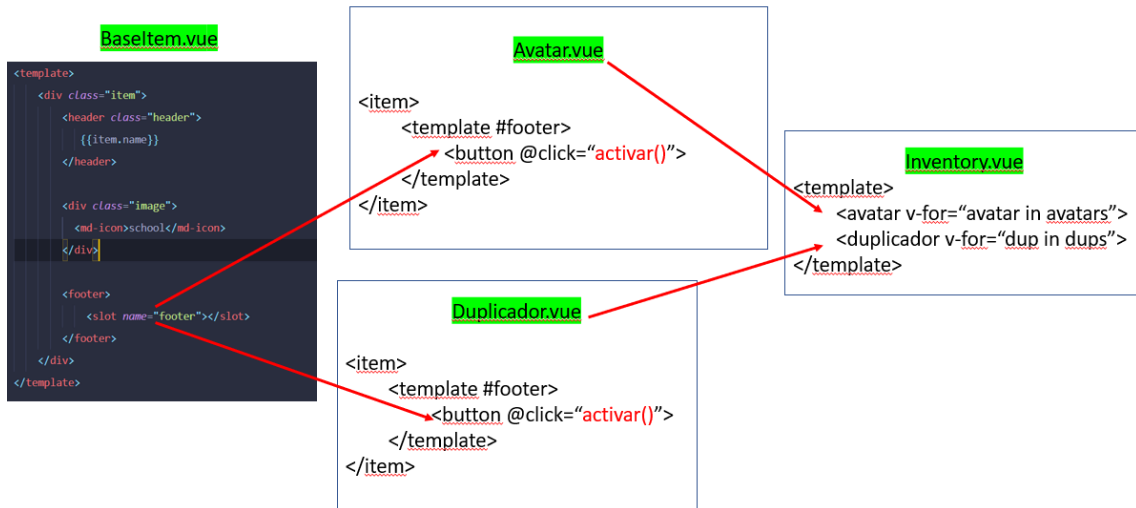 BaseItem.vue
<template>
<div class="item">
<header class="header">
{{item.name}}
</header>
<div class="image">
<md-icon>school</md-icon>
</div>
<footer>
<slot name="footer"></slot>
</footer>
</div>
</template>
Avatar.vue
<item>
<template #footer>
<button @click=“activar()”>
</template>
</item>
Duplicador.vue
<item>
<template #footer>
<button @click=“activar()”>
</template>
</item>
Inventory.vue
<template>
<avatar v-for=“avatar in avatars”>
<duplicador v-for=“dup in dups”>
</template>